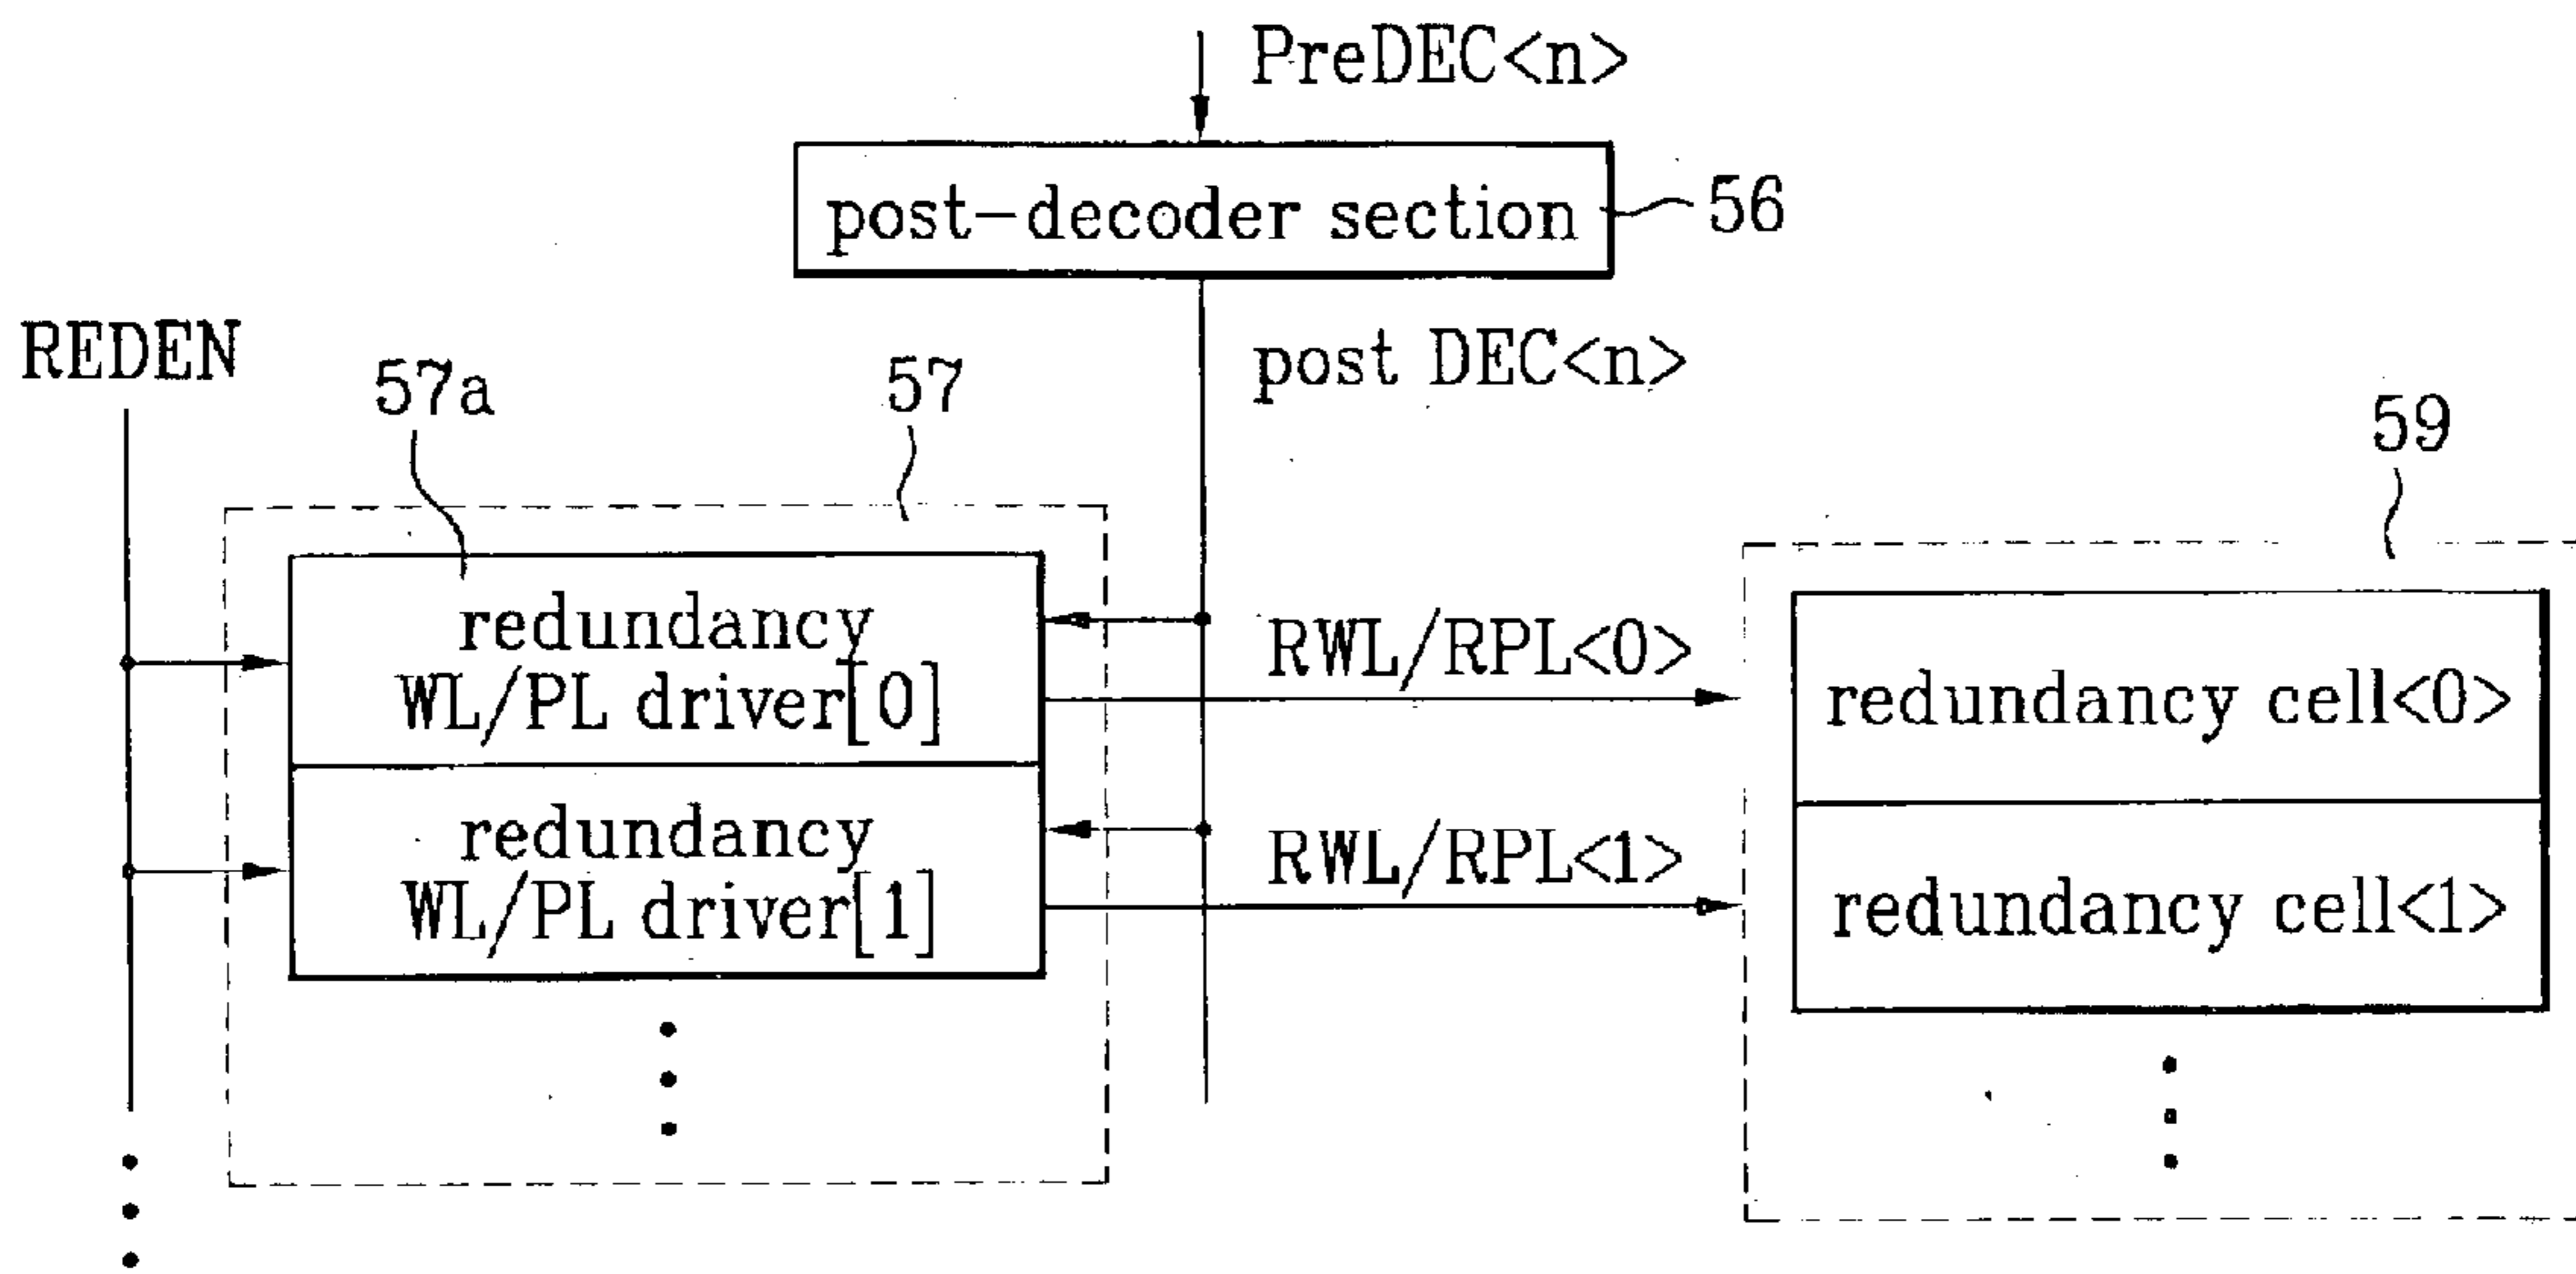 PreDEC<n>
post-decoder section
56
REDEN
57a
57
post DEC<n>
59
redundancy
WL/PL driver[0]
RWL/RPL<0>
redundancy cell<0>
redundancy
WL/PL driver[1]
RWL/RPL<1>
redundancy cell<1>